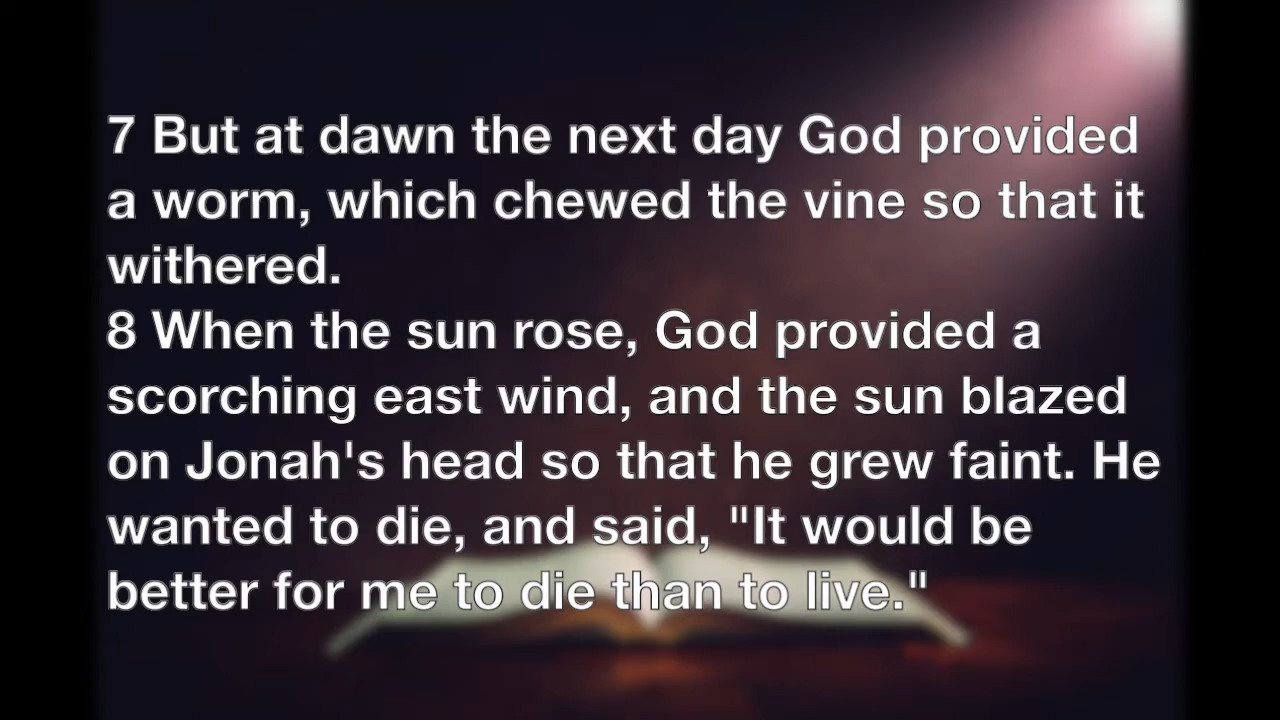 7 But at dawn the next day God provided
a worm, which chewed the vine so that it
withered.
8 When the sun rose, God provided a
scorching east wind, and the sun blazed
on Jonah's head so that he grew faint. He
wanted to die, and said, "It would be
better for me to die than to live."